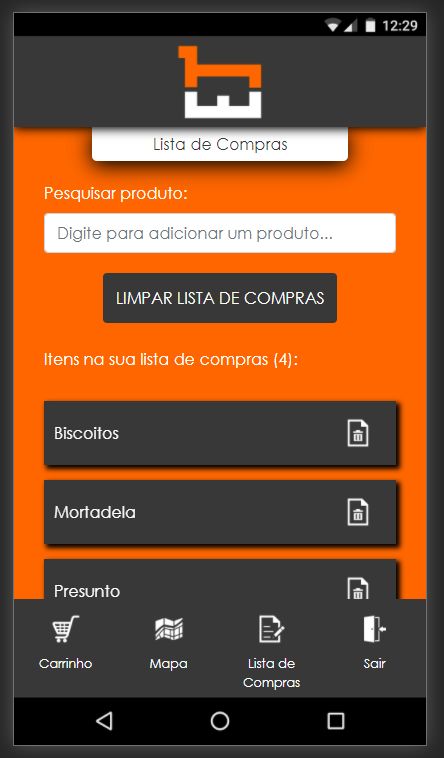 12:29
Lista de Compras
Pesquisar produto:
Digite para adicionar um produto...
LIMPAR LISTA DE COMPRAS
Itens na sua lista de compras (4):
Biscoitos
Mortadela
Presunto
Carrinho
Mapa
Lista de
Compras
Sair